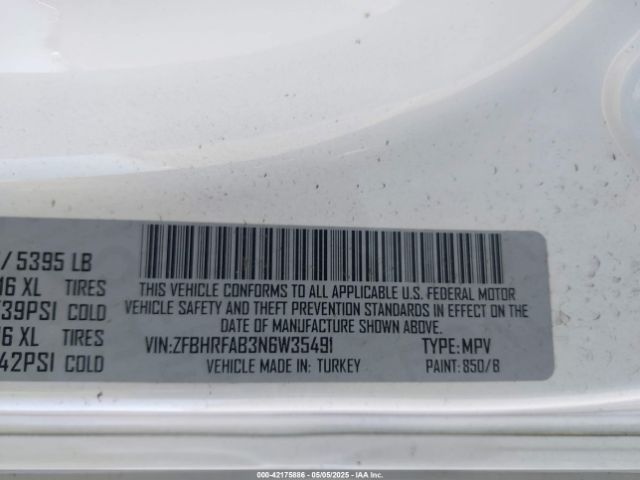 / 5395 LB
16 XL TIRES
39PSI COLD
6 XL TIRES
42PSI COLD
THIS VEHICLE CONFORMS TO ALL APPLICABLE U.S. FEDERAL MOTOR
VEHICLE SAFETY AND THEFT PREVENTION STANDARDS IN EFFECT ON THE
DATE OF MANUFACTURE SHOWN ABOVE.
VIN:ZFBHRFAB3N6W35491 TYPE:MPV
VEHICLE MADE IN: TURKEY PAINT:850/B
000-42175886 - 05/05/2025 - IAA Inc.